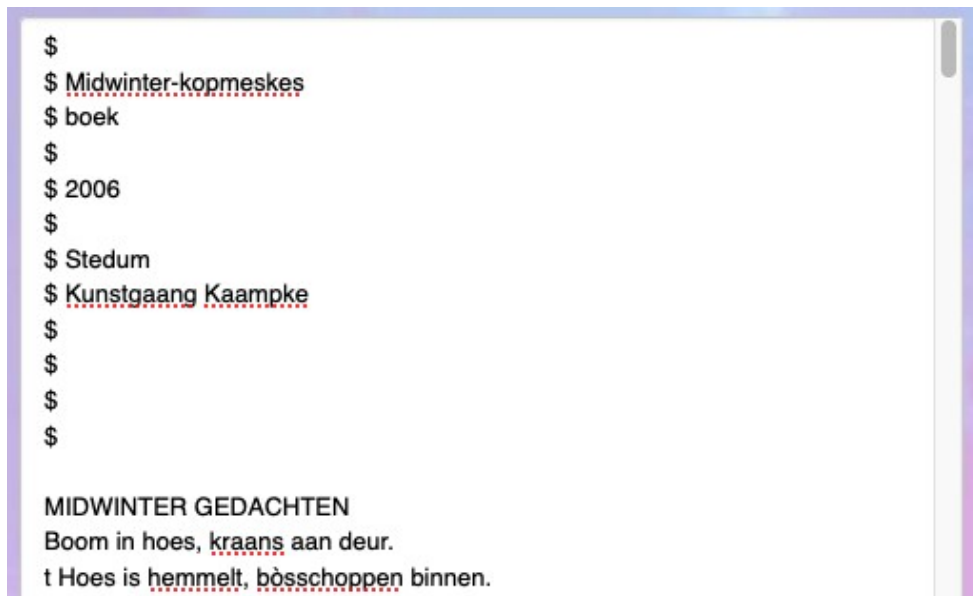 $
$ Midwinter-kopmeskes
$ boek
$
$ 2006
$
$ Stedum
$ Kunstgaang Kaampke
$
$
$
$
MIDWINTER GEDACHTEN
Boom in hoes, kraans aan deur.
t Hoes is hemmelt, bòsschoppen binnen.